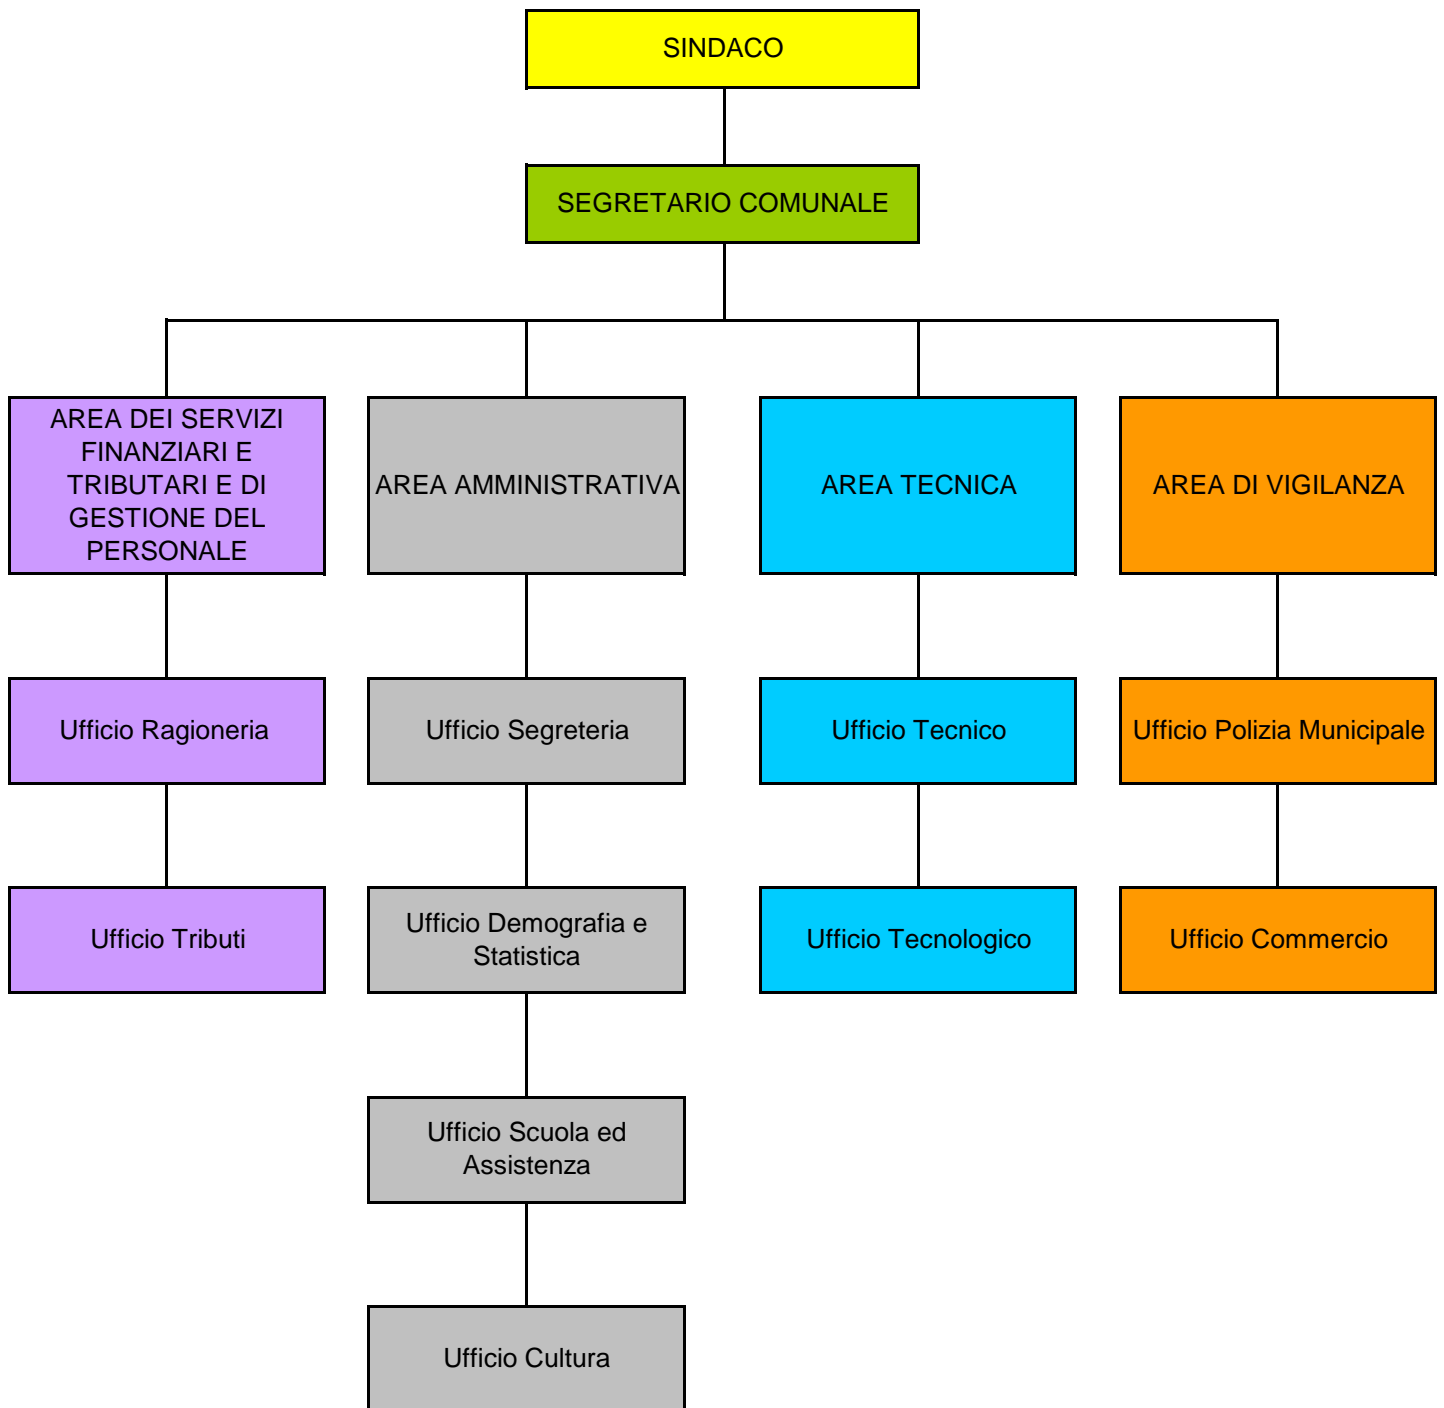 SINDACO
SEGRETARIO COMUNALE
AREA DEI SERVIZI
FINANZIARI E
TRIBUTARI E DI
GESTIONE DEL
PERSONALE
AREA AMMINISTRATIVA
AREA TECNICA
AREA DI VIGILANZA
Ufficio Ragioneria
Ufficio Segreteria
Ufficio Tecnico
Ufficio Polizia Municipale
Ufficio Tributi
Ufficio Demografia e
Statistica
Ufficio Tecnologico
Ufficio Commercio
Ufficio Scuola ed
Assistenza
Ufficio Cultura